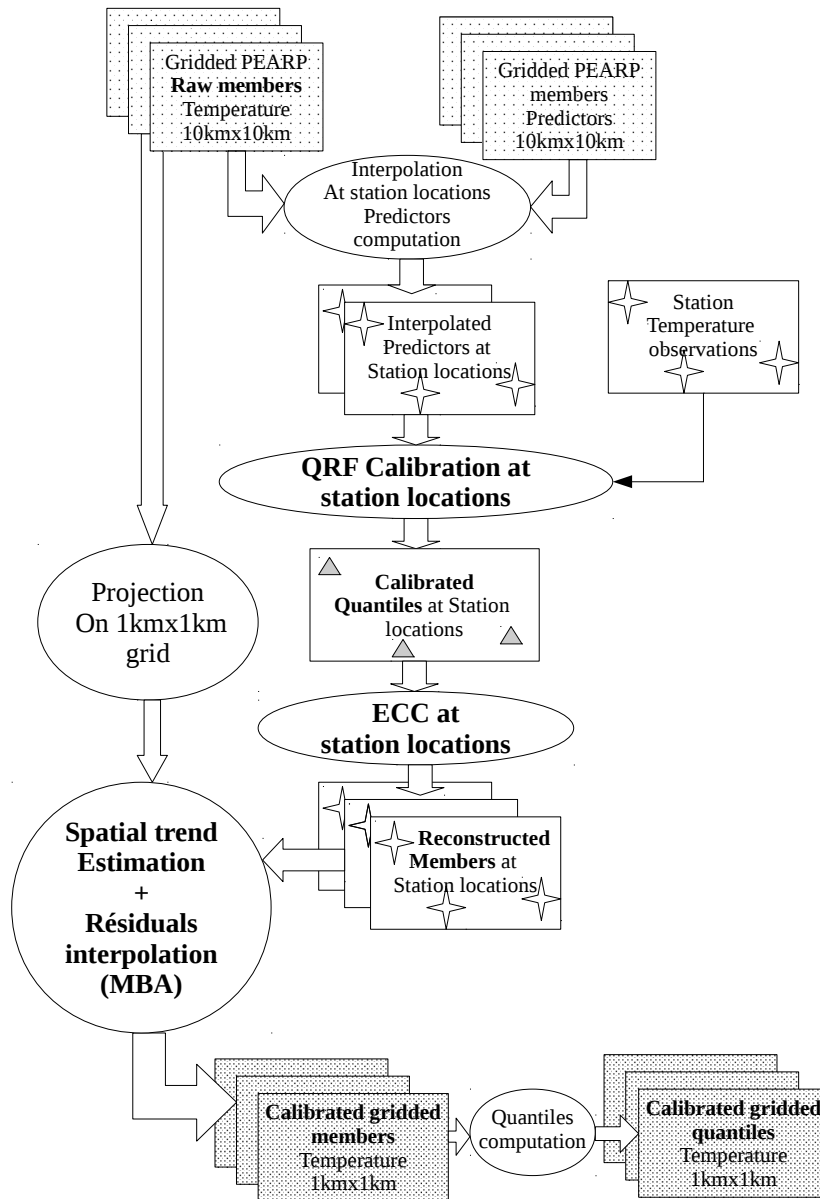 Gridded PEARP
Raw members
Temperature
10kmx10km
Gridded PEARP
members
Predictors
10kmx10km
Interpolation
At station locations
Predictors
computation
Interpolated
Predictors at
Station locations
Station
Temperature
observations
QRF Calibration at
station locations
Calibrated
Quantiles at Station
locations
Projection
On 1kmx1km
grid
ECC at
station locations
Spatial trend
Estimation
+
Résiduals
interpolation
(MBA)
Reconstructed
Members at
Station locations
Calibrated gridded
members
Temperature
1kmx1km
Quantiles
computation
Calibrated gridded
quantiles
Temperature
1kmx1km